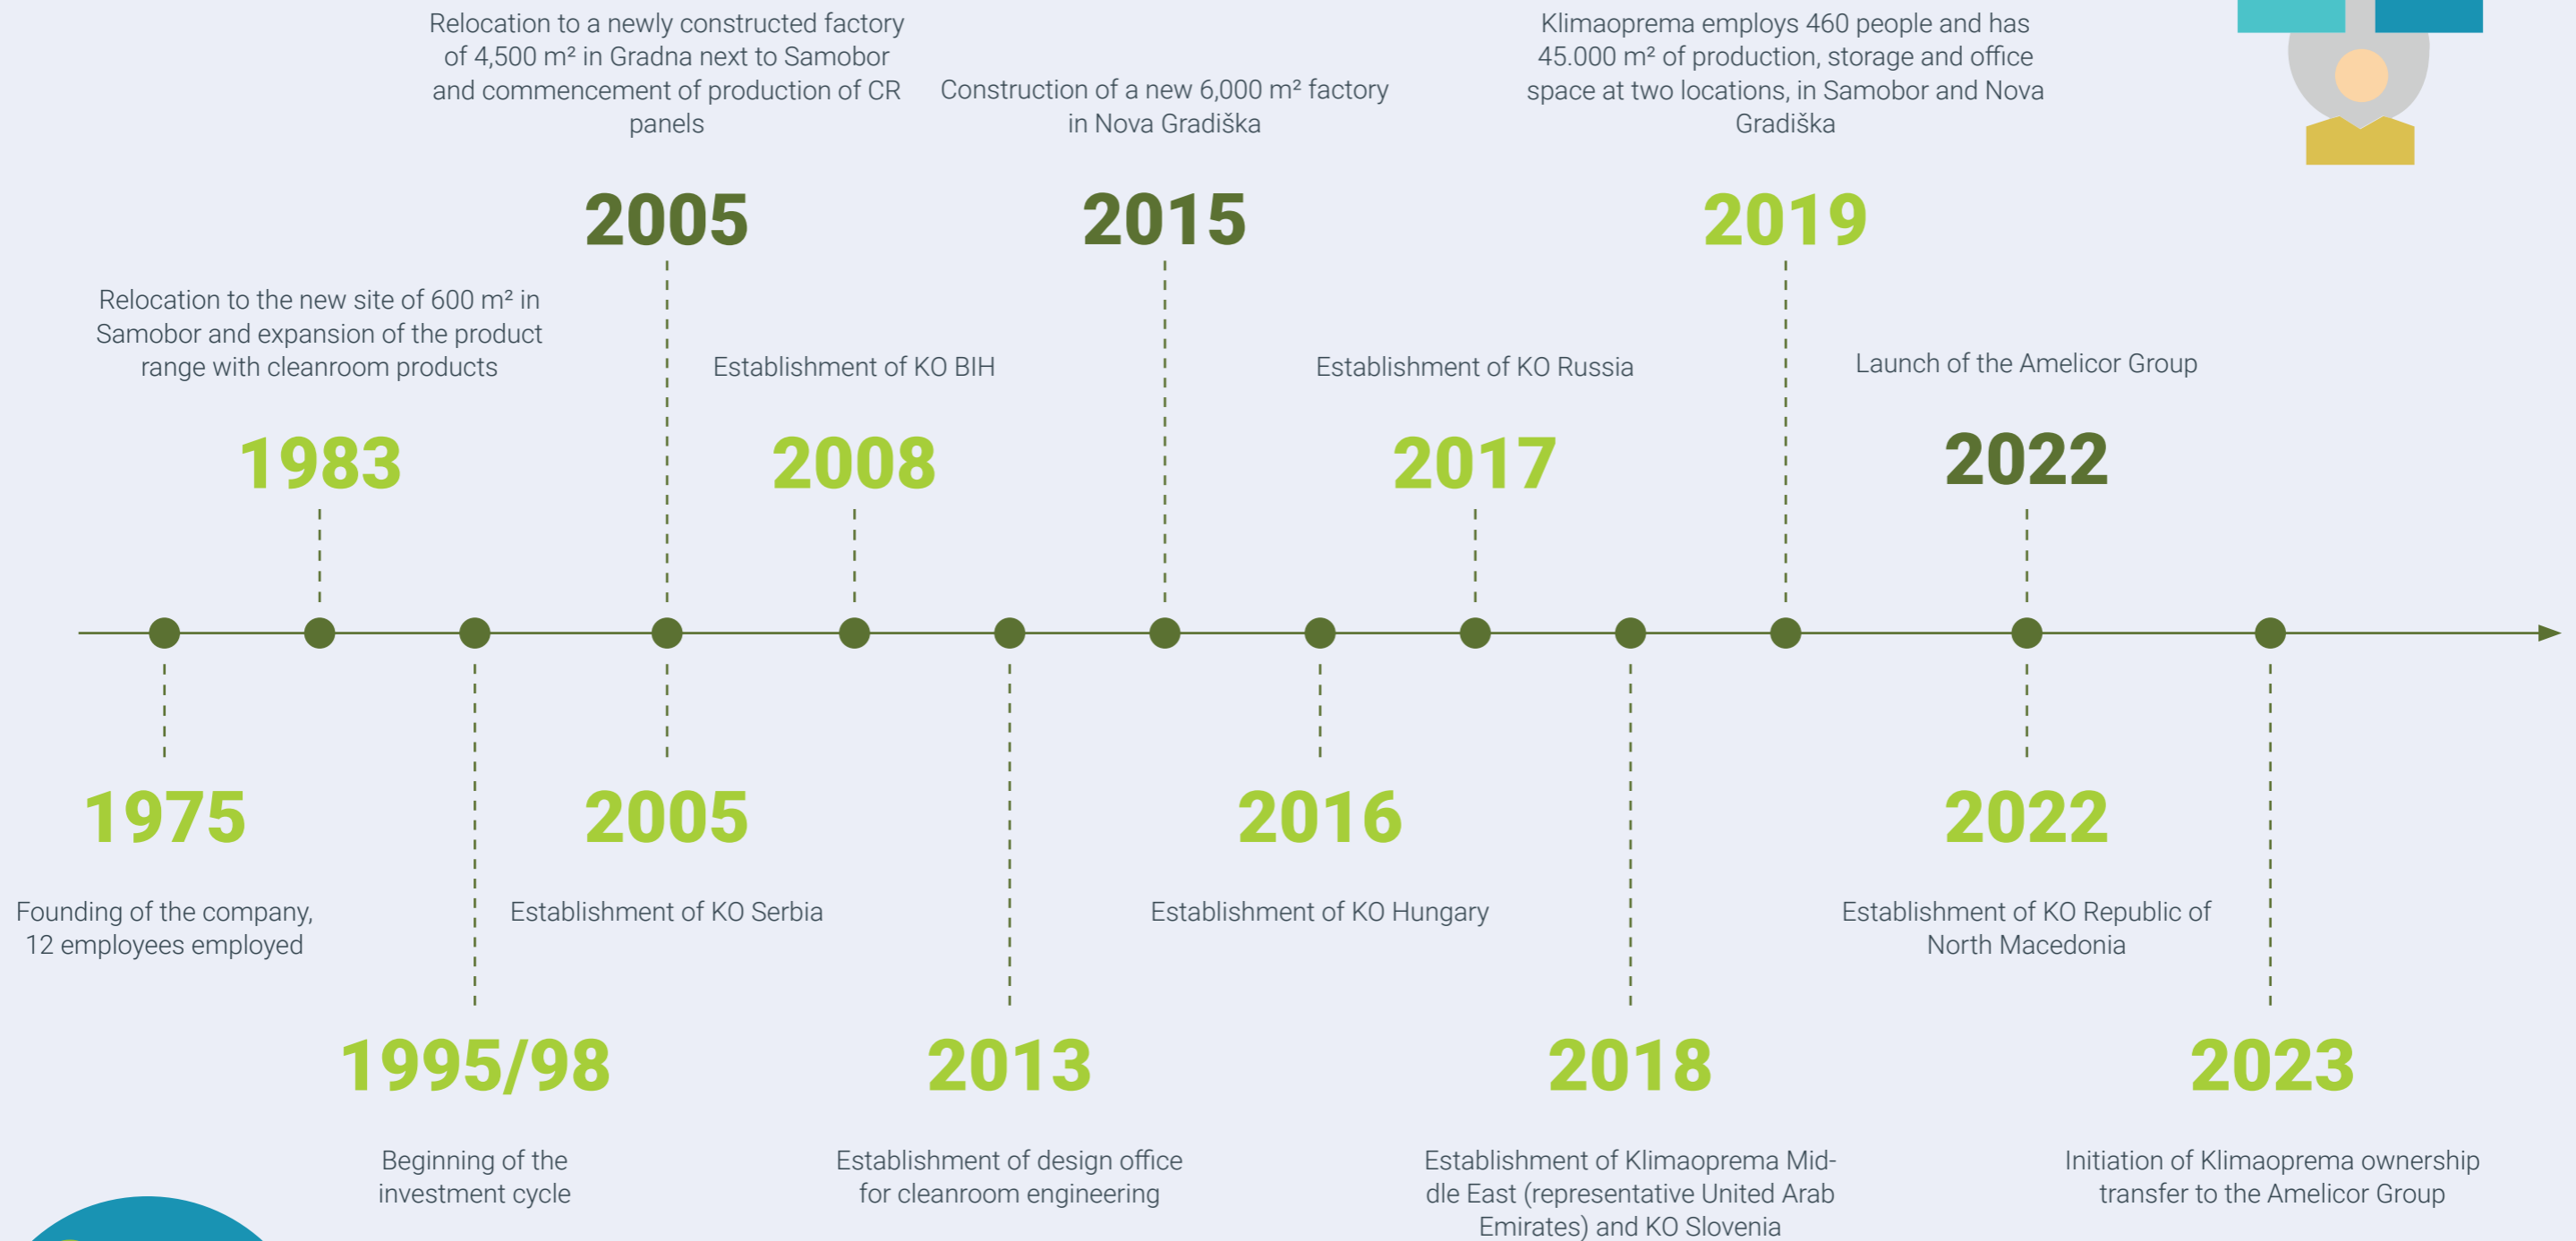 Relocation to a newly constructed factory
of 4,500 m² in Gradna next to Samobor
and commencement of production of CR
panels
2005
Construction of a new 6,000 m² factory
in Nova Gradiška
2015
Klimaoprema employs 460 people and has
45.000 m² of production, storage and office
space at two locations, in Samobor and Nova
Gradiška
2019
Relocation to the new site of 600 m² in
Samobor and expansion of the product
range with cleanroom products
1983
Establishment of KO BIH
2008
Establishment of KO Russia
2017
Launch of the Amelicor Group
2022
1975
Founding of the company,
12 employees employed
2005
Establishment of KO Serbia
2016
Establishment of KO Hungary
2022
Establishment of KO Republic of
North Macedonia
1995/98
Beginning of the
investment cycle
2013
Establishment of design office
for cleanroom engineering
2018
Establishment of Klimaoprema Mid-
dle East (representative United Arab
Emirates) and KO Slovenia
2023
Initiation of Klimaoprema ownership
transfer to the Amelicor Group